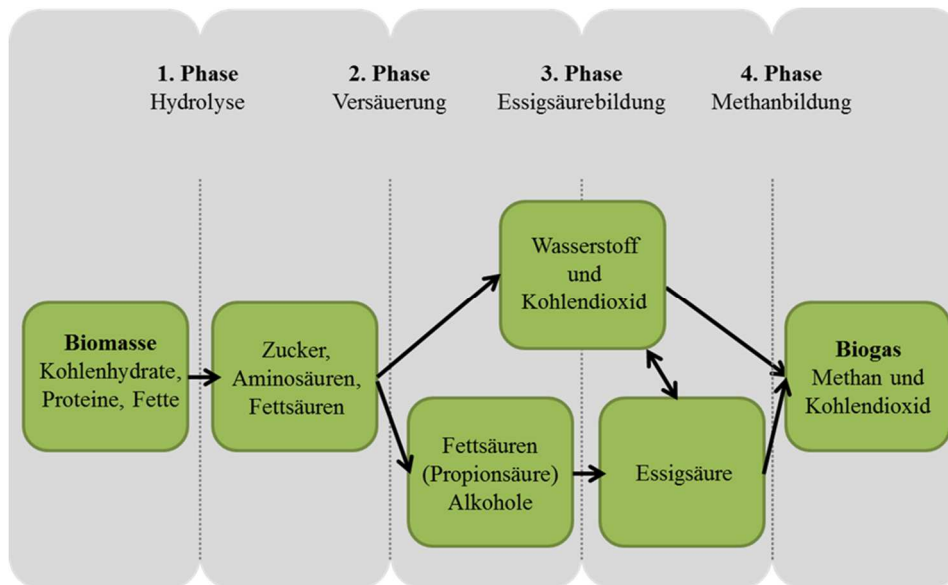 1. Phase
Hydrolyse
2. Phase
Versäuerung
3. Phase
Essigsäurebildung
4. Phase
Methanbildung
Biomasse
Kohlenhydrate,
Proteine, Fette
Zucker,
Aminosäuren,
Fettsäuren
Wasserstoff
und
Kohlendioxid
Fettsäuren
(Propionsäure)
Alkohole
Essigsäure
Biogas
Methan und
Kohlendioxid